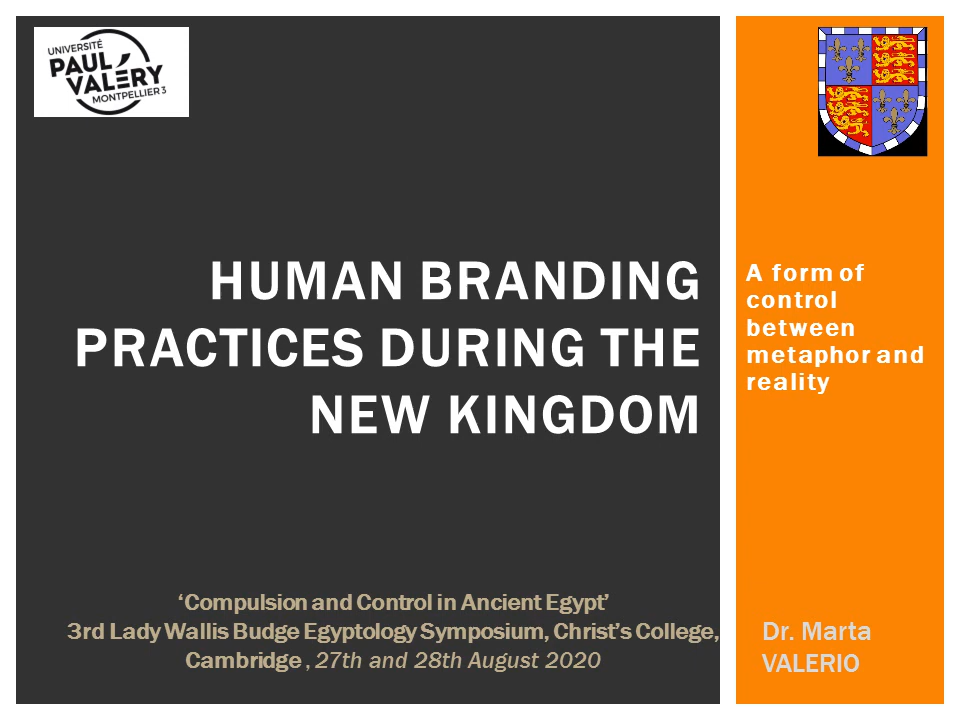 UNIVERSITÉ
PAUL
VALÉRY
MONTPELLIER 3
HUMAN BRANDING
PRACTICES DURING THE
NEW KINGDOM
A form of
control
between
metaphor and
reality
‘Compulsion and Control in Ancient Egypt’
3rd Lady Wallis Budge Egyptology Symposium, Christ’s College,
Cambridge , 27th and 28th August 2020
Dr. Marta
VALERIO